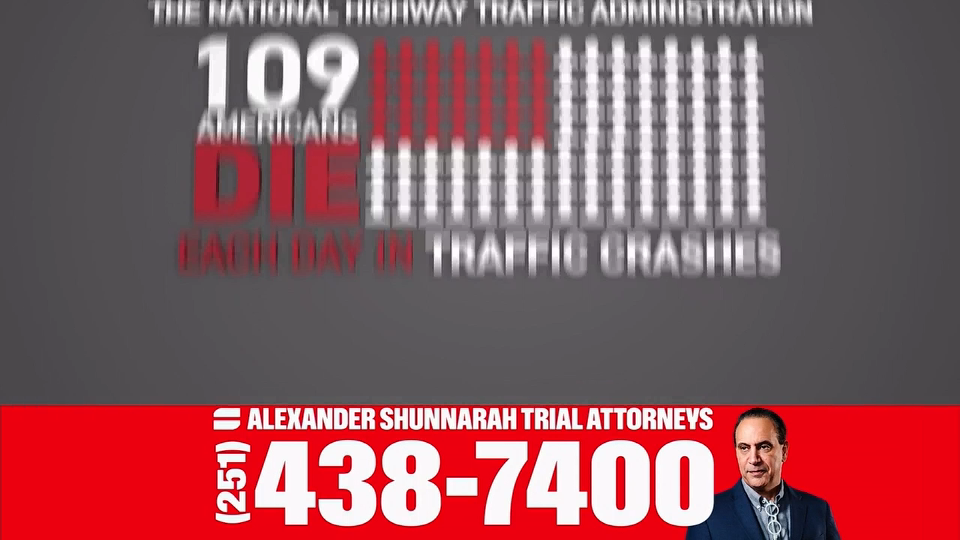 THE NATIONAL HIGHWAY TRAFFIC ADMINISTRATION
109
AMERICANS
DIE
EACH DAY IN TRAFFIC CRASHES
ALEXANDER SHUNNARAH TRIAL ATTORNEYS
(251) 438-7400